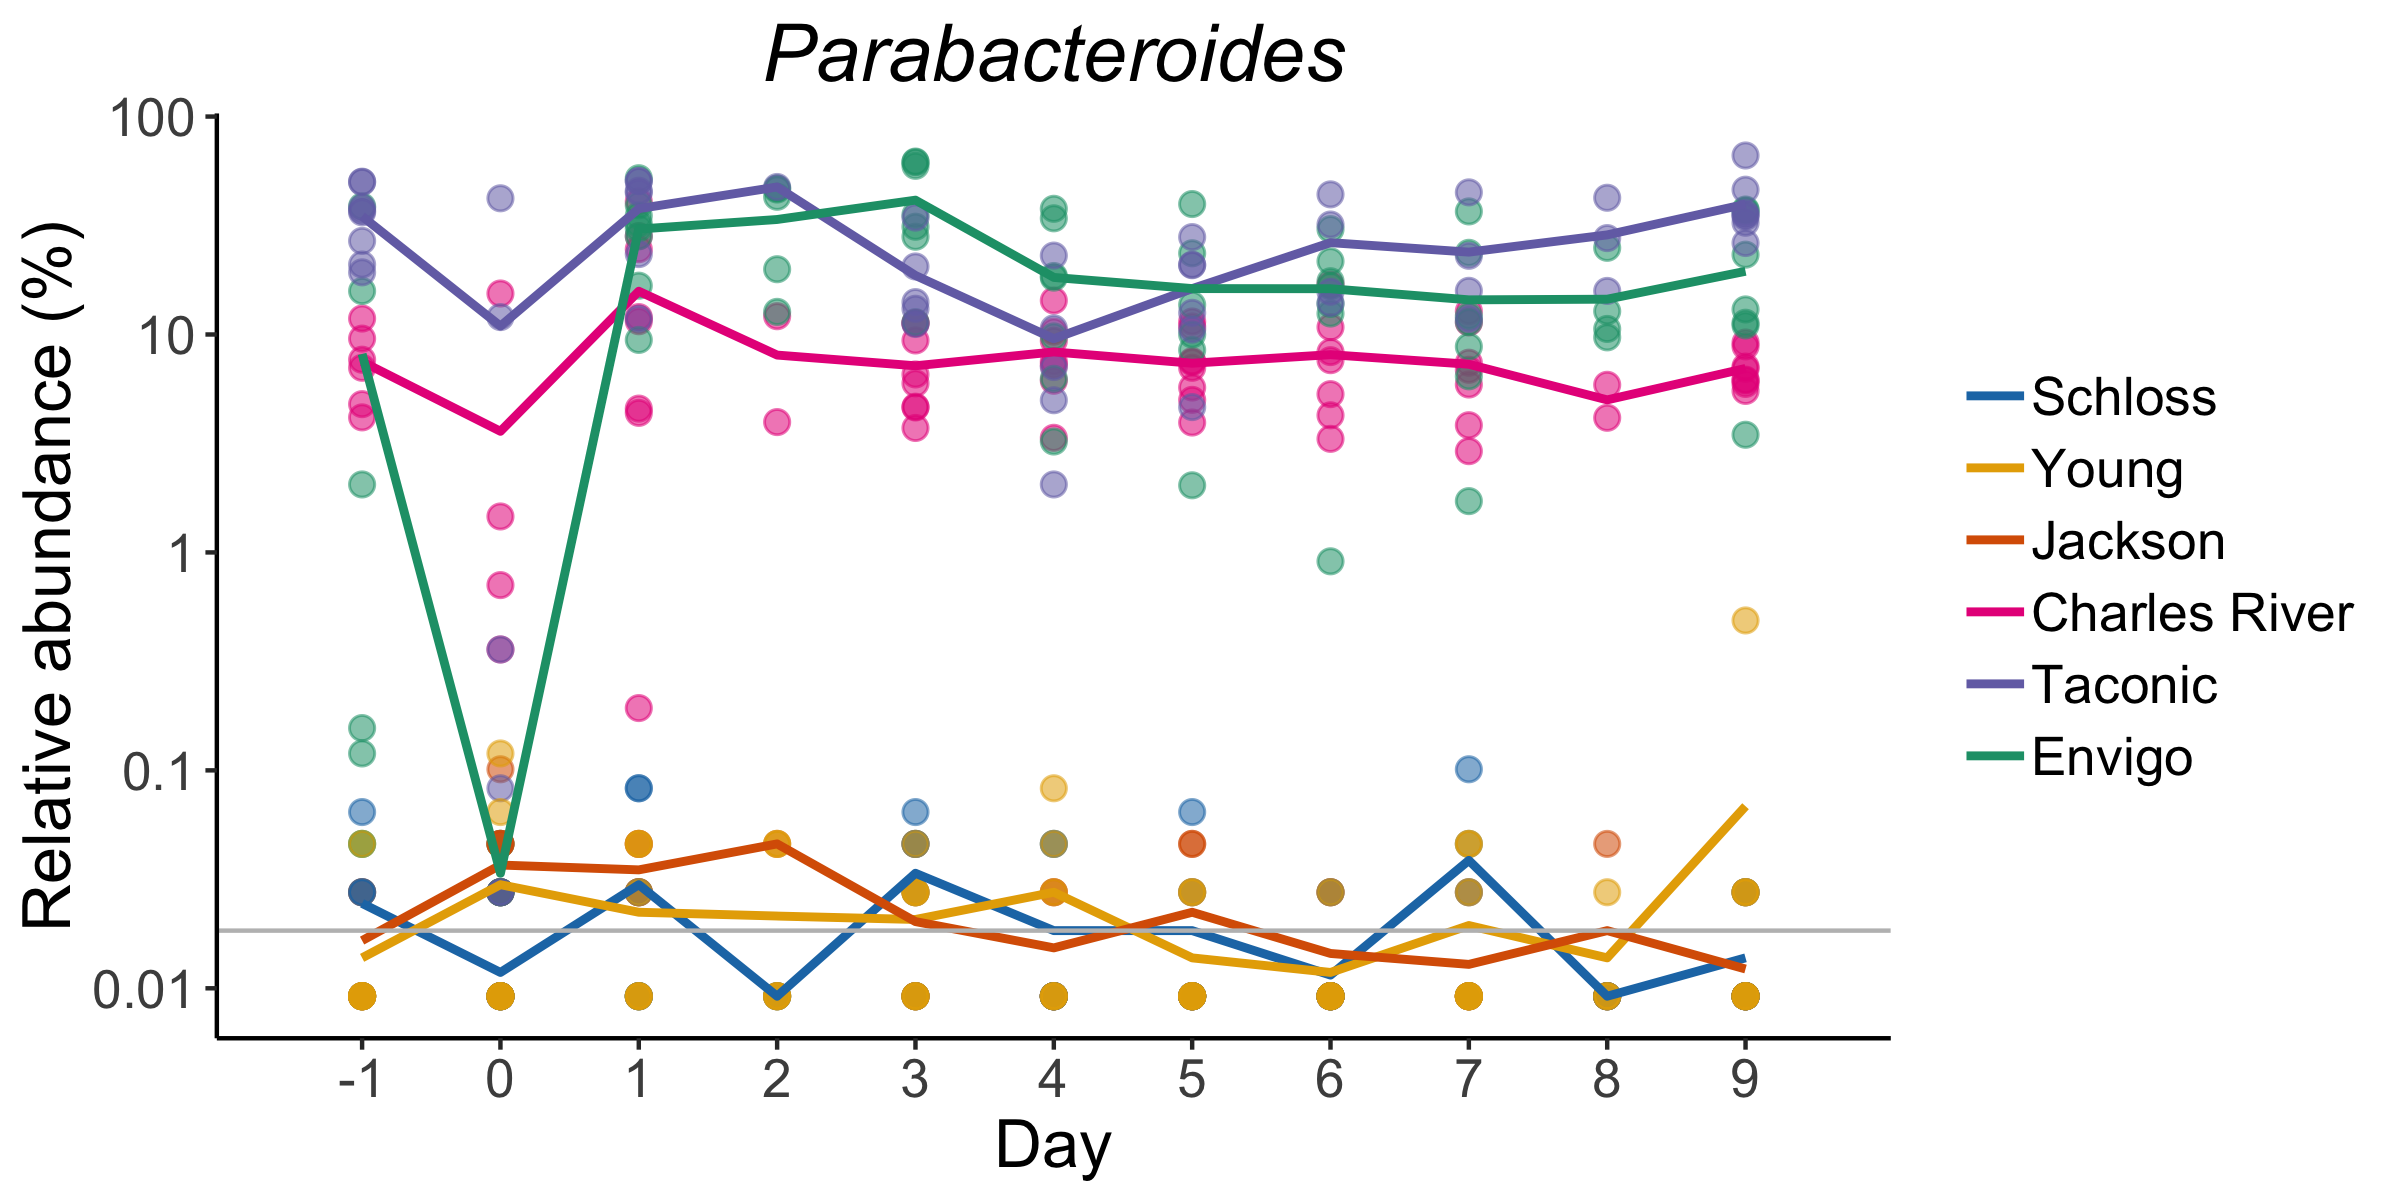 Parabacteroides
Relative abundance (%)
100
10
1
0.1
0.01
-1 0 1 2 3 4 5 6 7 8 9
Day
Schloss
Young
Jackson
Charles River
Taconic
Envigo